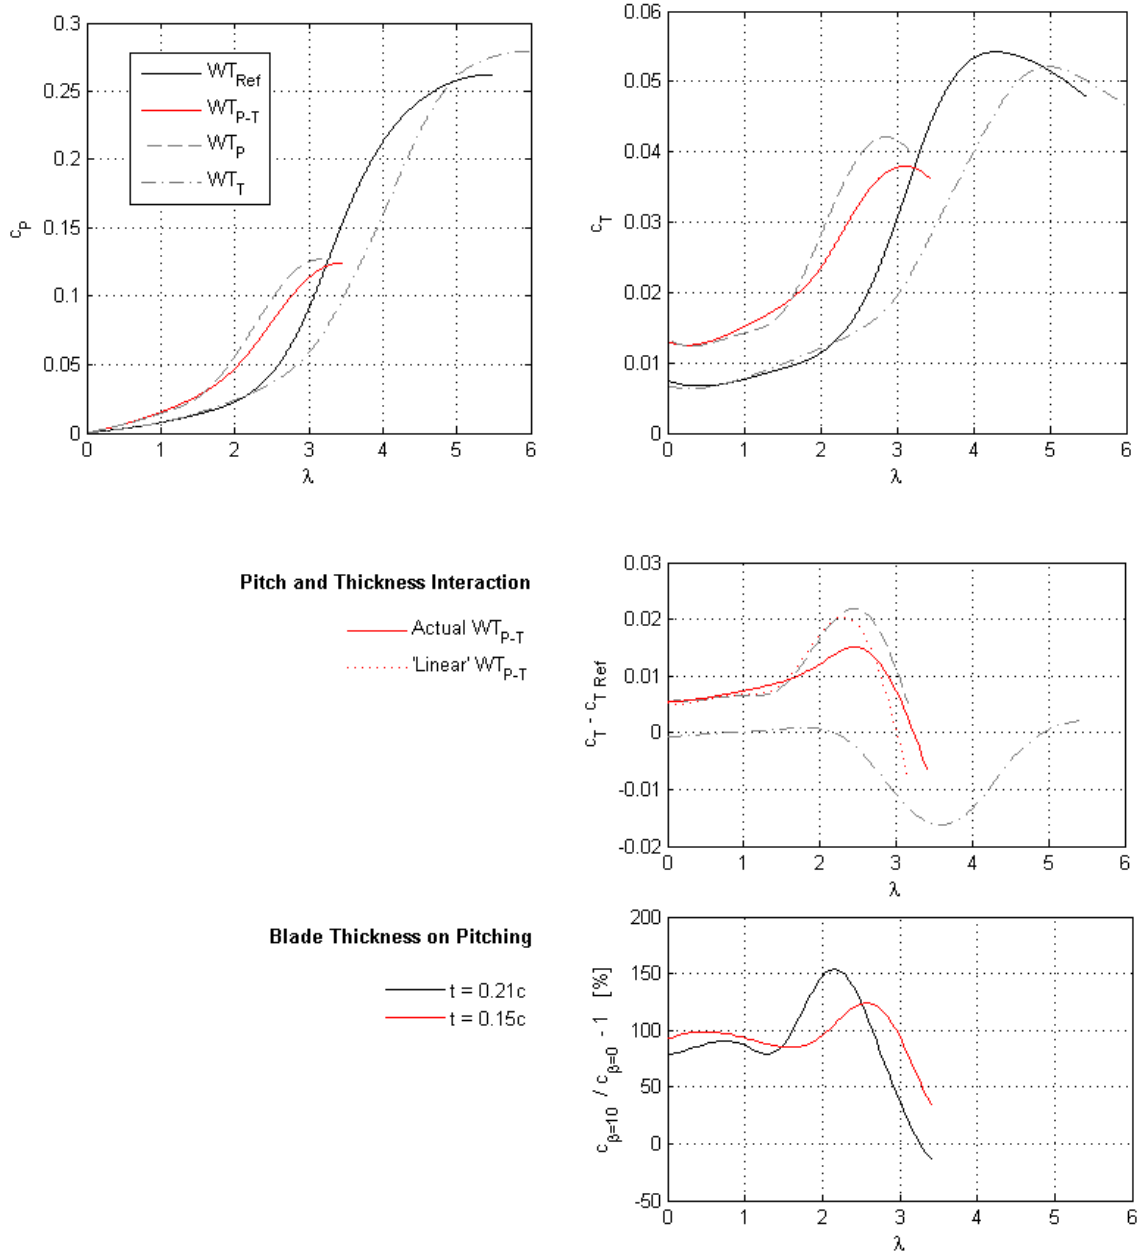 0.3
0.25
0.2
0.15
0.1
0.05
0
0 1 2 3 4 5 6
c_P
λ
WT_Ref
WT_P-T
WT_P
WT_T
0.06
0.05
0.04
0.03
0.02
0.01
0
0 1 2 3 4 5 6
c_T
λ
Pitch and Thickness Interaction
Actual WT_P-T
'Linear' WT_P-T
0.03
0.02
0.01
0
-0.01
-0.02
0 1 2 3 4 5 6
c_T - c_T Ref
λ
Blade Thickness on Pitching
t = 0.21c
t = 0.15c
200
150
100
50
0
-50
0 1 2 3 4 5 6
c_β=10 / c_β=0 - 1 [%]
λ